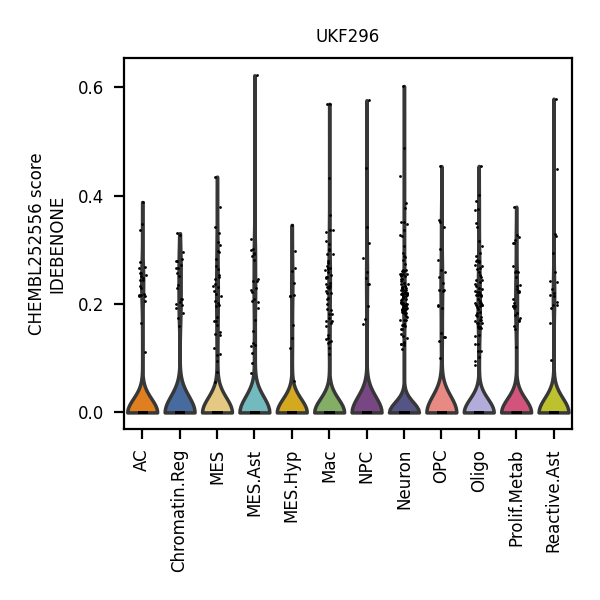 UKF296
CHEMBL252556 score
IDEBENONE
0.6
0.4
0.2
0.0
AC
Chromatin.Reg
MES
MES.Ast
MES.Hyp
Mac
NPC
Neuron
OPC
Oligo
Prolif.Metab
Reactive.Ast